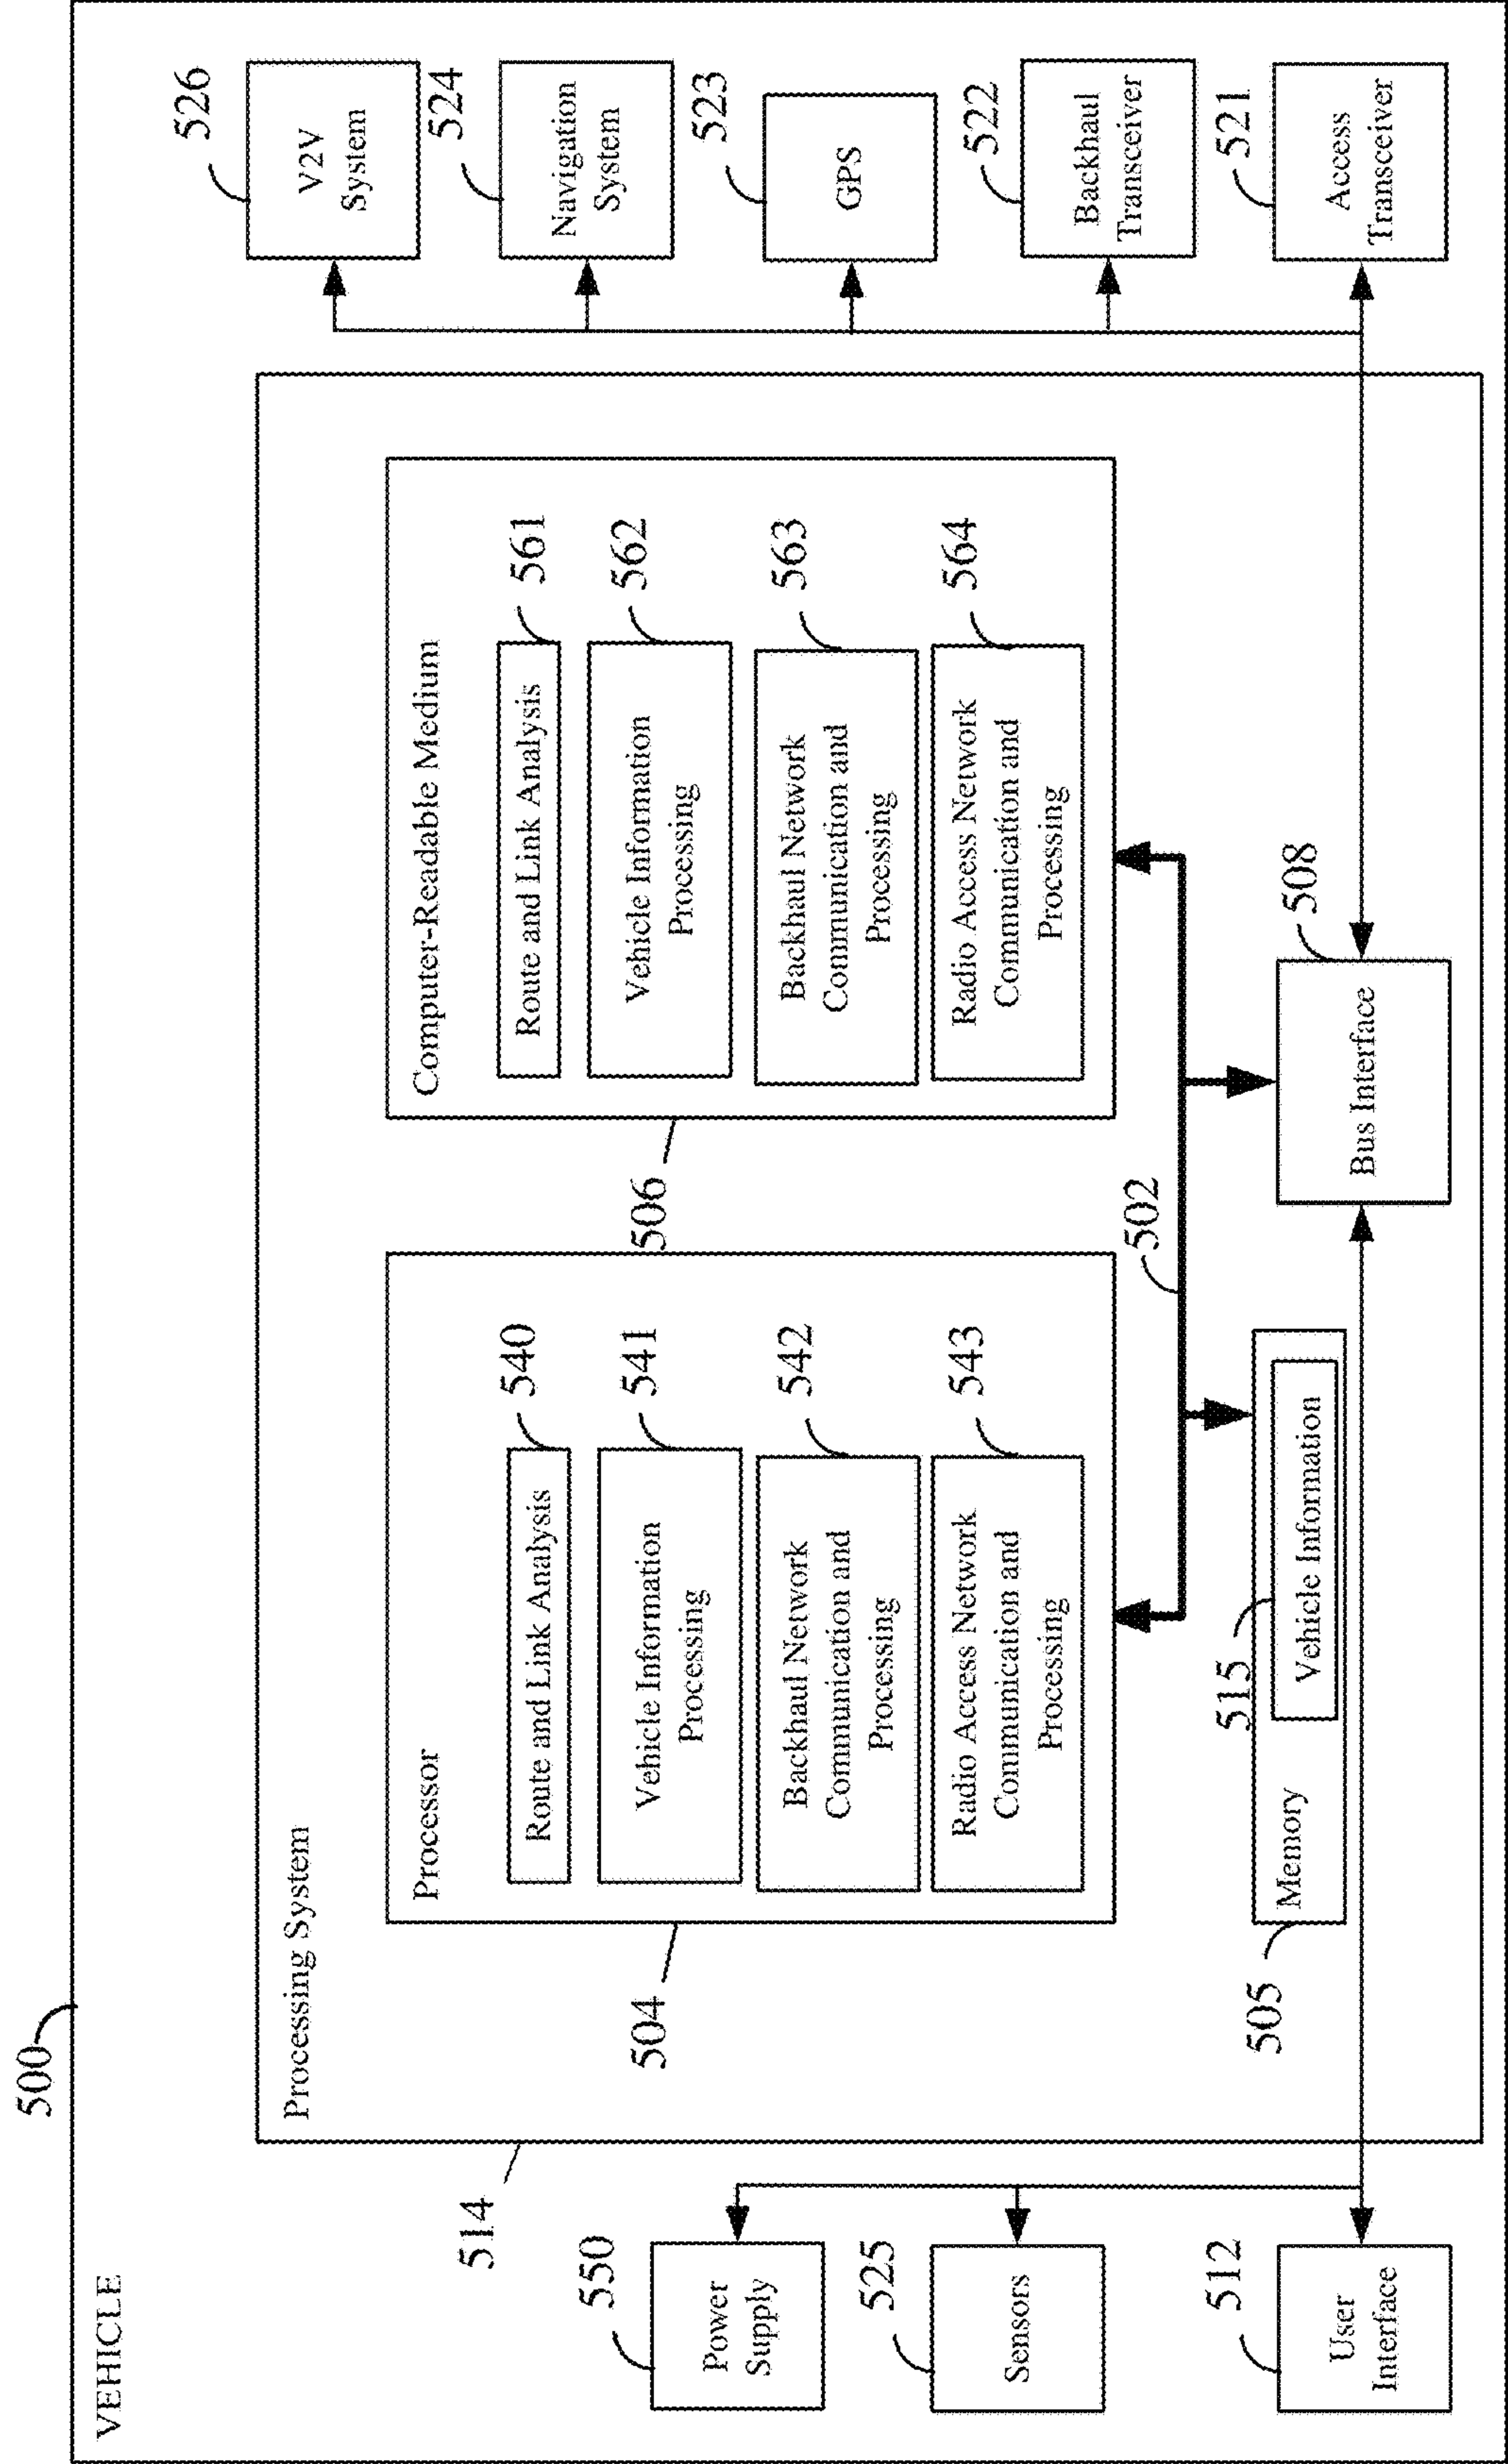 500
VEHICLE
Processing System
514
Processor
504
Route and Link Analysis
540
Vehicle Information
Processing
541
Backhaul Network
Communication and
Processing
542
Radio Access Network
Communication and
Processing
543
Computer-Readable Medium
506
Route and Link Analysis
561
Vehicle Information
Processing
562
Backhaul Network
Communication and
Processing
563
Radio Access Network
Communication and
Processing
564
502
Memory
505
Vehicle Information
515
Bus Interface
508
Power
Supply
550
Sensors
525
User
Interface
512
V2V
System
526
Navigation
System
524
GPS
523
Backhaul
Transceiver
522
Access
Transceiver
521